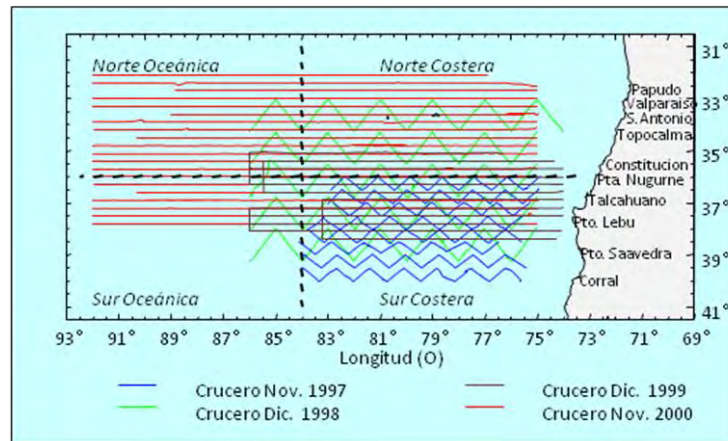 Norte Oceánica
Norte Costera
31°
33°
35°
37°
39°
41°
Papudo
Valparaiso
S. Antonio
Topocalma
Constitucion
Pta. Nugurne
Talcahuano
Pto. Lebu
Pto. Saavedra
Corral
Sur Oceánica
Sur Costera
93° 91° 89° 87° 85° 83° 81° 79° 77° 75° 73° 71° 69°
Longitud (O)
Crucero Nov. 1997
Crucero Dic. 1999
Crucero Dic. 1998
Crucero Nov. 2000